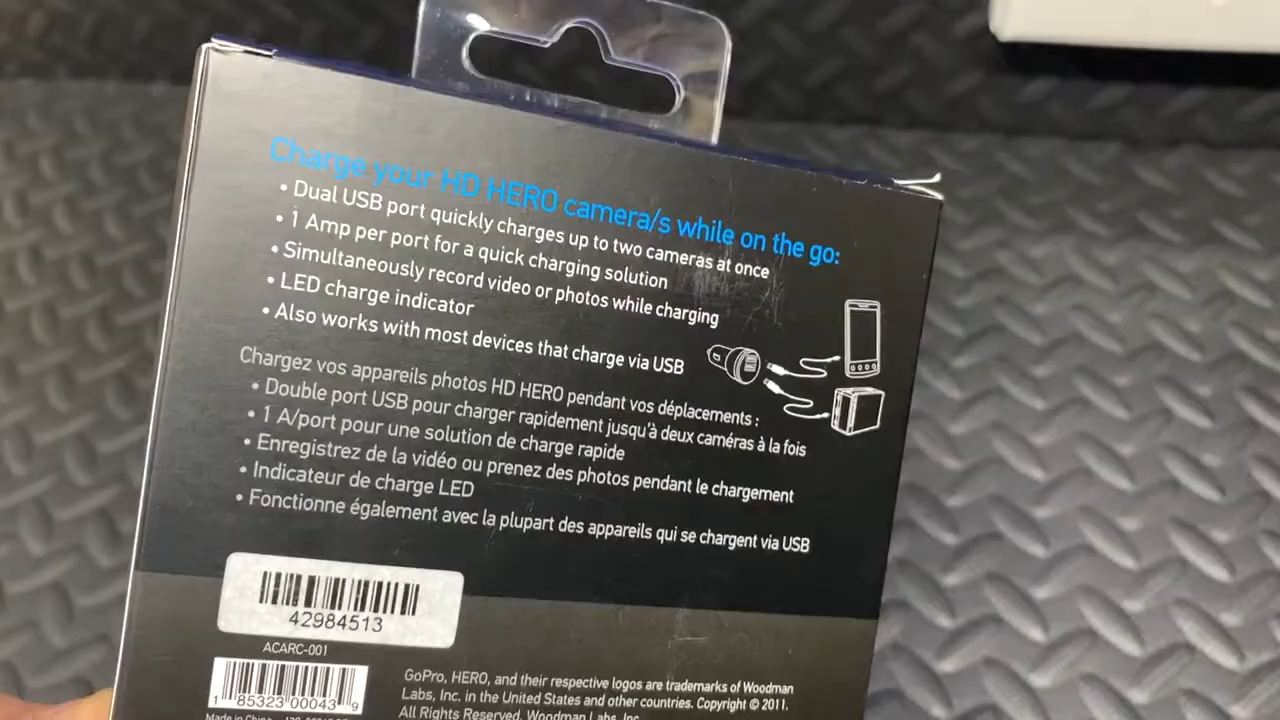 Charge your HD HERO camera/s while on the go:
• Dual USB port quickly charges up to two cameras at once
• 1 Amp per port for a quick charging solution
• Simultaneously record video or photos while charging
• LED charge indicator
• Also works with most devices that charge via USB
Chargez vos appareils photos HD HERO pendant vos déplacements :
• Double port USB pour charger rapidement jusqu'à deux caméras à la fois
• 1 A/port pour une solution de charge rapide
• Enregistrez de la vidéo ou prenez des photos pendant le chargement
• Indicateur de charge LED
• Fonctionne également avec la plupart des appareils qui se chargent via USB
42984513
ACARC-001
1 85323 00043 9
Made in China
GoPro, HERO, and their respective logos are trademarks of Woodman
Labs, Inc. in the United States and other countries. Copyright © 2011.
All Rights Reserved. Woodman Labs, Inc.